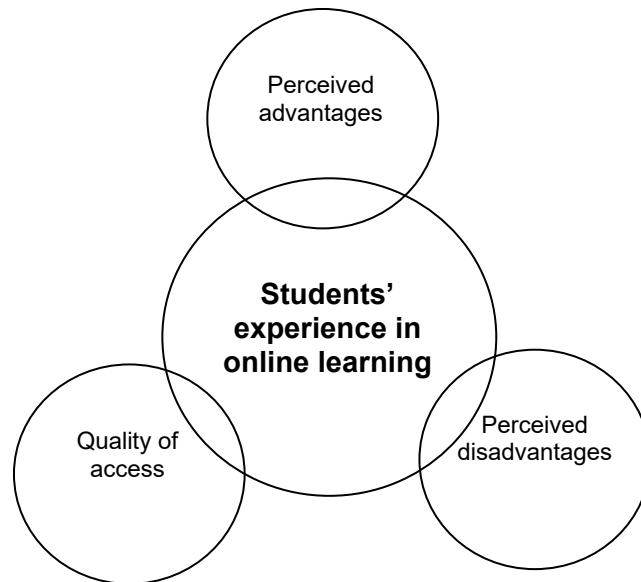 Perceived
advantages
Students’
experience in
online learning
Quality of
access
Perceived
disadvantages